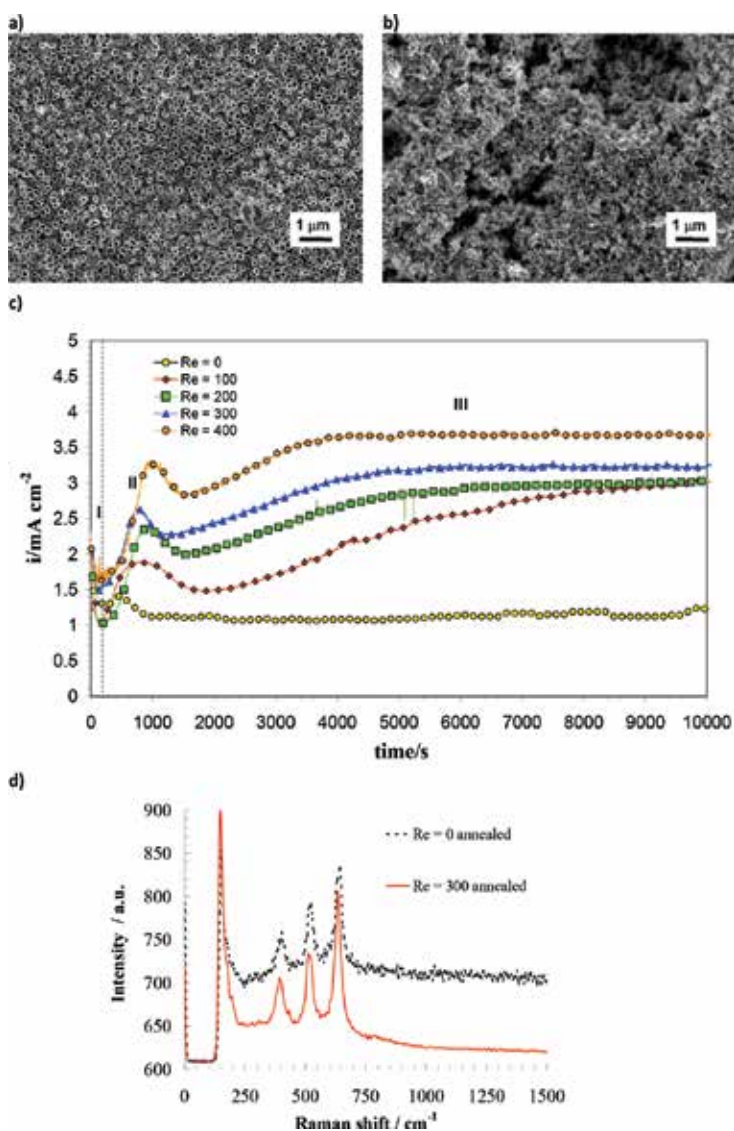 a)
b)
1 μm
1 μm
c)
i/mA cm⁻²
5
4.5
4
3.5
3
2.5
2
1.5
1
0.5
0
Re = 0
Re = 100
Re = 200
Re = 300
Re = 400
I
II
III
0 1000 2000 3000 4000 5000 6000 7000 8000 9000 10000
time/s
d)
Intensity / a.u.
900
850
800
750
700
650
600
Re = 0 annealed
Re = 300 annealed
0 250 500 750 1000 1250 1500
Raman shift / cm⁻¹